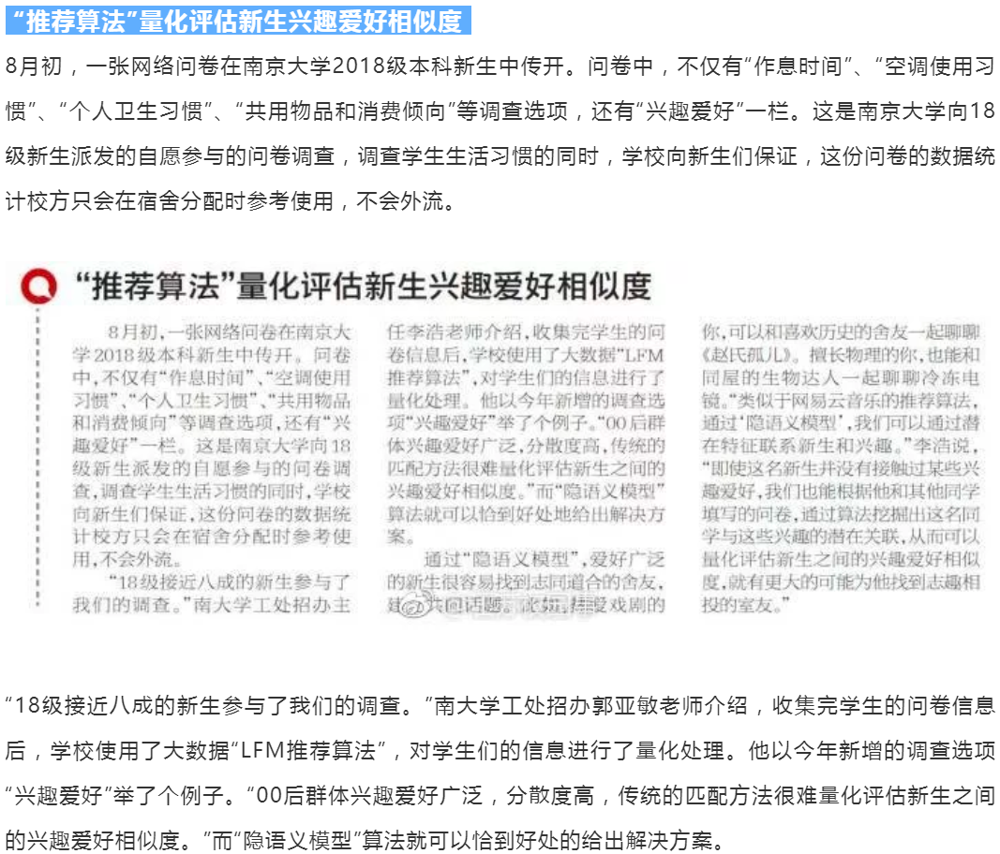 “推荐算法”量化评估新生兴趣爱好相似度
8月初，一张网络问卷在南京大学2018级本科新生中传开。问卷中，不仅有“作息时间”、“空调使用习
惯”、“个人卫生习惯”、“共用物品和消费倾向”等调查选项，还有“兴趣爱好”一栏。这是南京大学向18
级新生派发的自愿参与的问卷调查，调查学生生活习惯的同时，学校向新生们保证，这份问卷的数据统
计校方只会在宿舍分配时参考使用，不会外流。
“推荐算法”量化评估新生兴趣爱好相似度
8月初,一张网络问卷在南京大
学2018级本科新生中传开。问卷
中,不仅有“作息时间”、“空调使用
习惯”、“个人卫生习惯”、“共用物品
和消费倾向”等调查选项,还有“兴
趣爱好”一栏。这是南京大学向18
级新生派发的自愿参与的问卷调
查,调查学生生活习惯的同时,学校
向新生们保证,这份问卷的数据统
计校方只会在宿舍分配时参考使
用,不会外流。
“18级接近八成的新生参与了
我们的调查。”南大学工处招办主
任李浩老师介绍,收集完学生的问
卷信息后,学校使用了大数据“LFM
推荐算法”,对学生们的信息进行了
量化处理。他以今年新增的调查选
项“兴趣爱好”举了个例子。“00后群
体兴趣爱好广泛,分散度高,传统的
匹配方法很难量化评估新生之间的
兴趣爱好相似度。”而“隐语义模型”
算法就可以恰到好处地给出解决方
案。
通过“隐语义模型”,爱好广泛
的新生很容易找到志同道合的舍友,
建共同话题。比如,挚爱戏剧的
你,可以和喜欢历史的舍友一起聊聊
《赵氏孤儿》。擅长物理的你,也能和
同屋的生物达人一起聊聊冷冻电
镜。“类似于网易云音乐的推荐算法,
通过‘隐语义模型’,我们可以通过潜
在特征联系新生和兴趣。”李浩说,
“即使这名新生并没有接触过某些兴
趣爱好,我们也能根据他和其他同学
填写的问卷,通过算法挖掘出这名同
学与这些兴趣的潜在关联,从而可以
量化评估新生之间的兴趣爱好相似
度,就有更大的可能为他找到志趣相
投的室友。”
“18级接近八成的新生参与了我们的调查。”南大学工处招办郭亚敏老师介绍，收集完学生的问卷信息
后，学校使用了大数据“LFM推荐算法”，对学生们的信息进行了量化处理。他以今年新增的调查选项
“兴趣爱好”举了个例子。“00后群体兴趣爱好广泛，分散度高，传统的匹配方法很难量化评估新生之间
的兴趣爱好相似度。”而“隐语义模型”算法就可以恰到好处的给出解决方案。